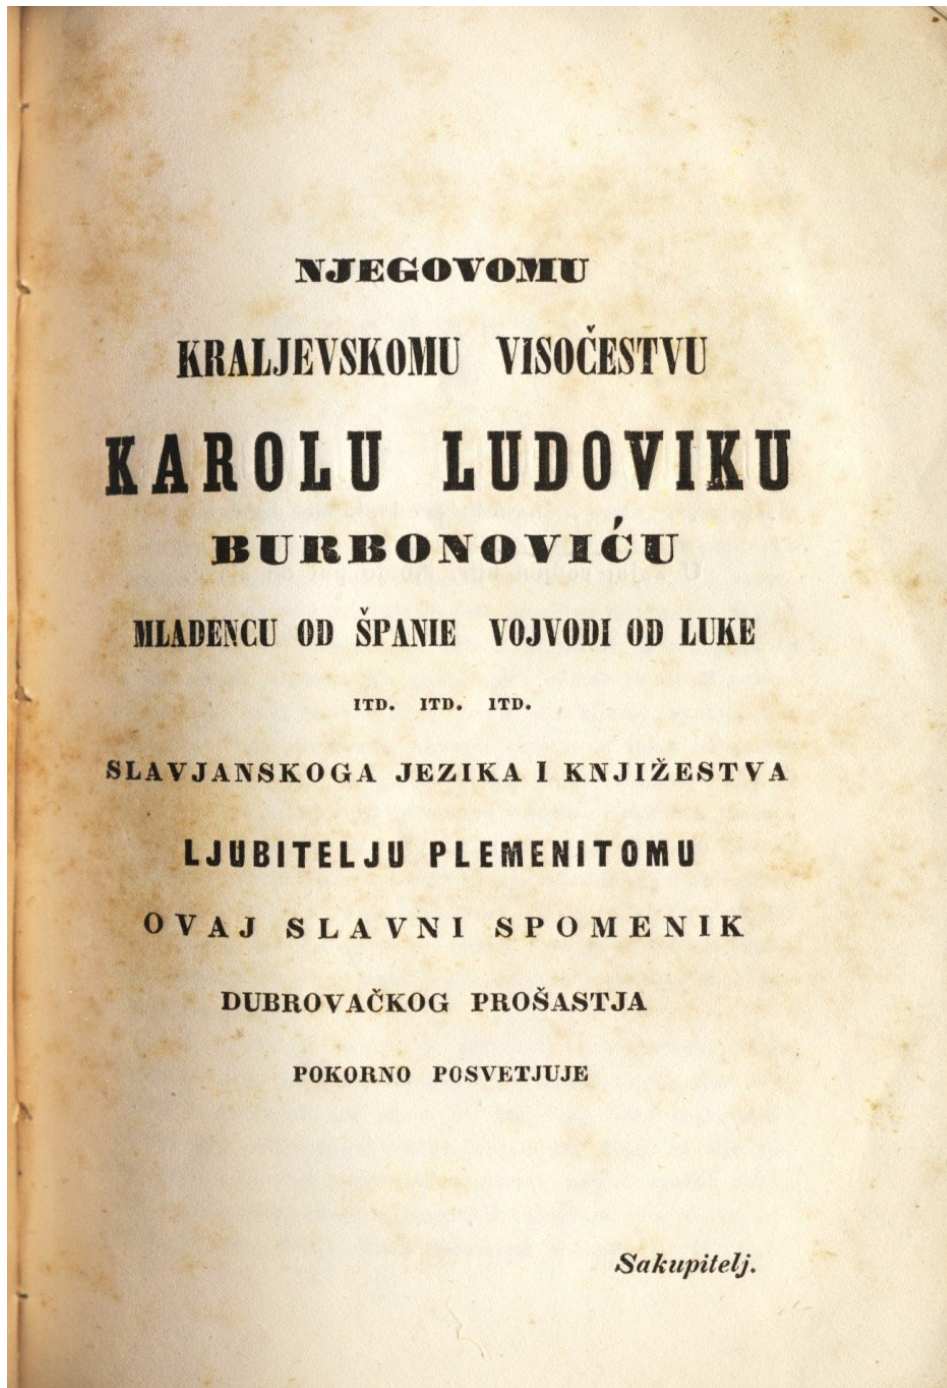 NJEGOVOMU
KRALJEVSKOMU VISOČESTVU
KAROLU LUDOVIKU
BURBONOVIĆU
MLADENCU OD ŠPANIE VOJVODI OD LUKE
ITD. ITD. ITD.
SLAVJANSKOGA JEZIKA I KNJIŽESTVA
LJUBITELJU PLEMENITOMU
OVAJ SLAVNI SPOMENIK
DUBROVAČKOG PROŠASTJA
POKORNO POSVETJUJE
Sakupitelj.